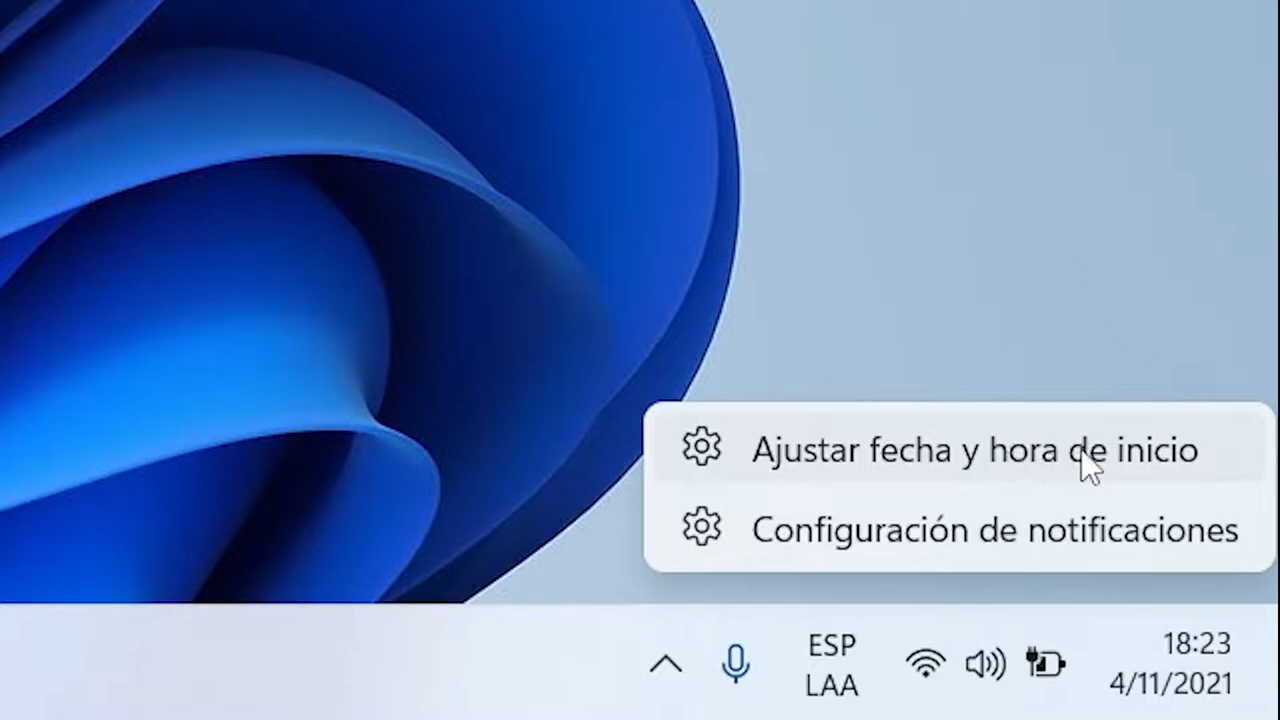 Ajustar fecha y hora de inicio
Configuración de notificaciones
ESP
LAA
18:23
4/11/2021